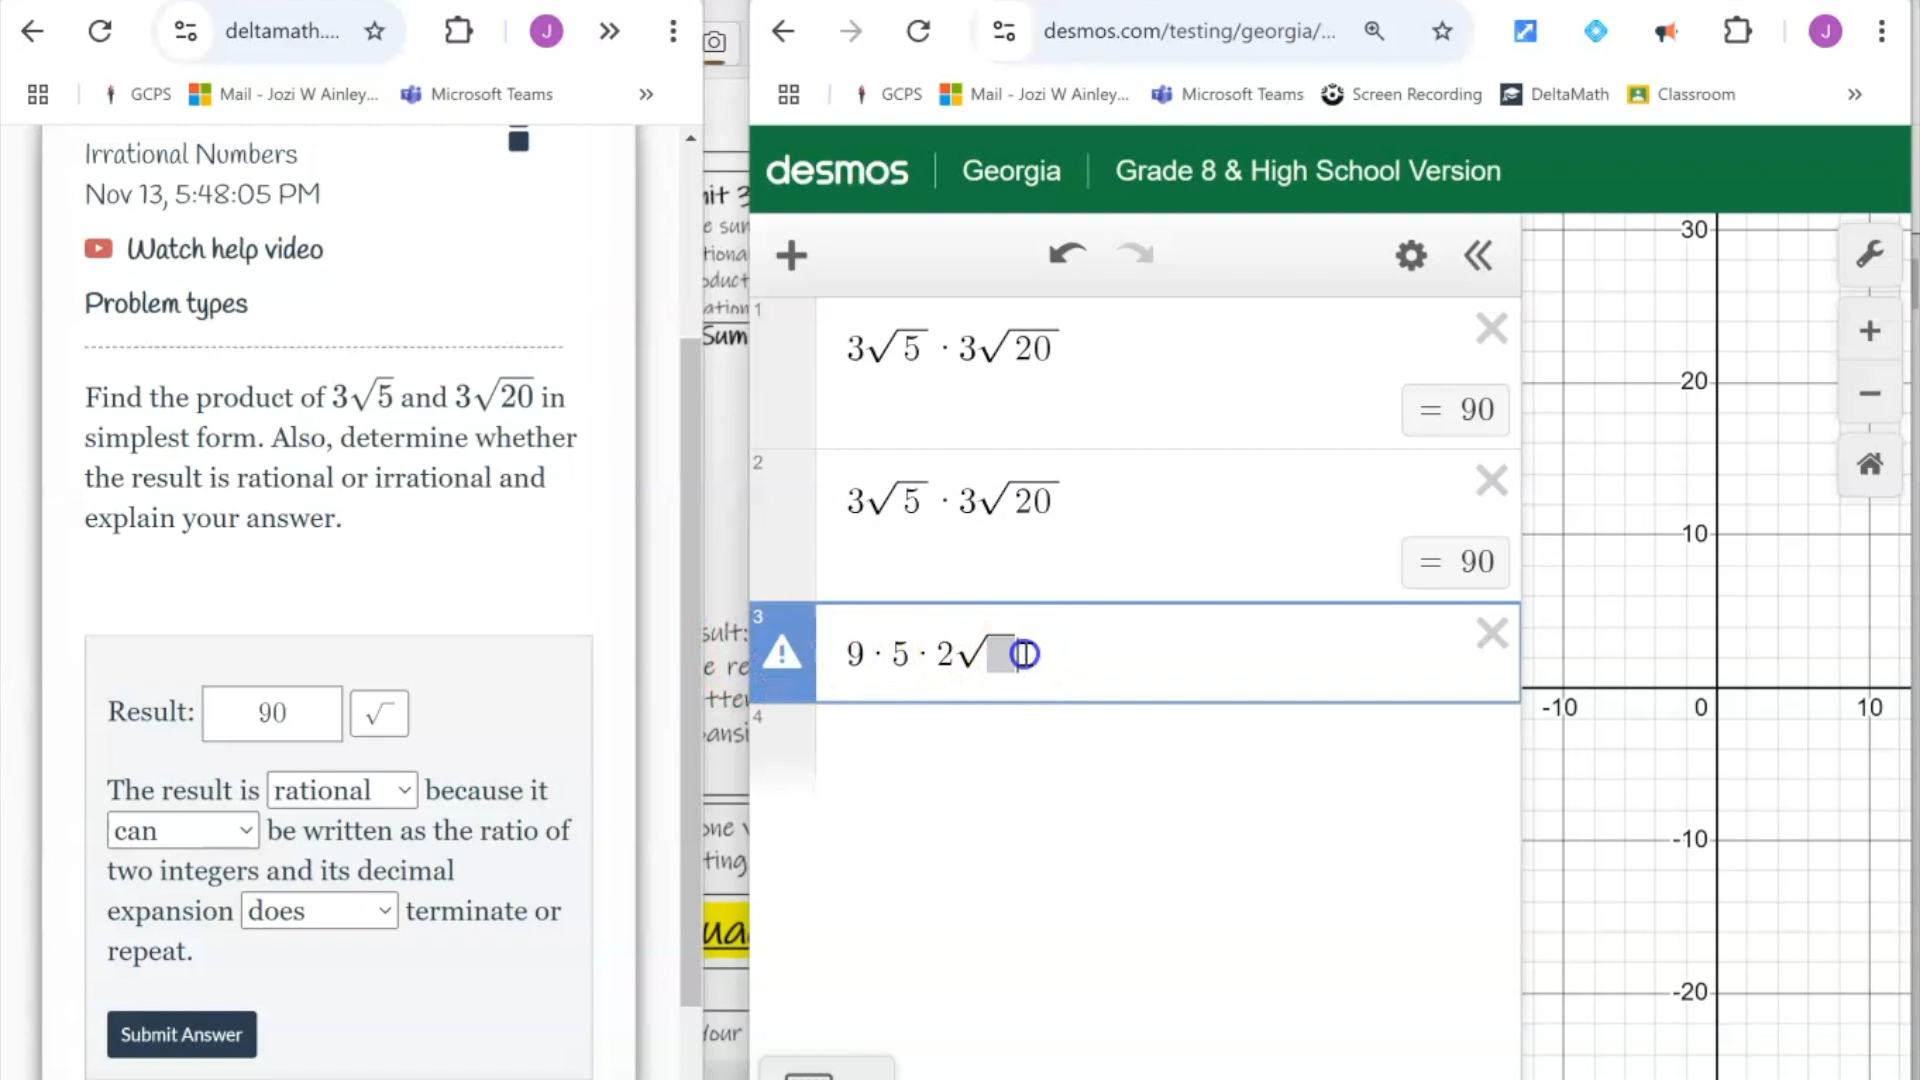 deltamath....
J
GCPS
Mail - Jozi W Ainley...
Microsoft Teams
Irrational Numbers
Nov 13, 5:48:05 PM
Watch help video
Problem types
Find the product of 3√5 and 3√20 in
simplest form. Also, determine whether
the result is rational or irrational and
explain your answer.
Result: 90 √
The result is rational because it
can be written as the ratio of
two integers and its decimal
expansion does terminate or
repeat.
Submit Answer
desmos.com/testing/georgia/...
J
GCPS
Mail - Jozi W Ainley...
Microsoft Teams
Screen Recording
DeltaMath
Classroom
desmos
Georgia
Grade 8 & High School Version
1
3√5 · 3√20
= 90
2
3√5 · 3√20
= 90
3
9 · 5 · 2√
4
30
20
10
-10
0
10
-10
-20
Sum